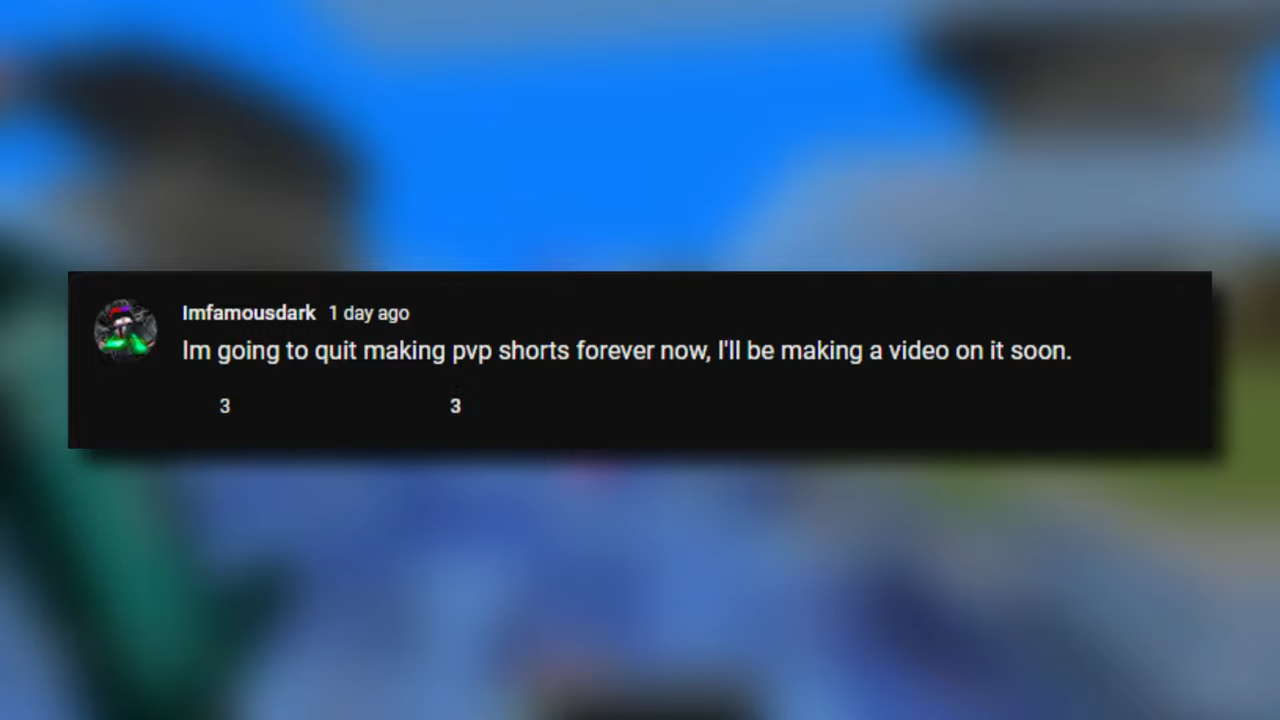 Imfamousdark 1 day ago
Im going to quit making pvp shorts forever now, I'll be making a video on it soon.
3 3